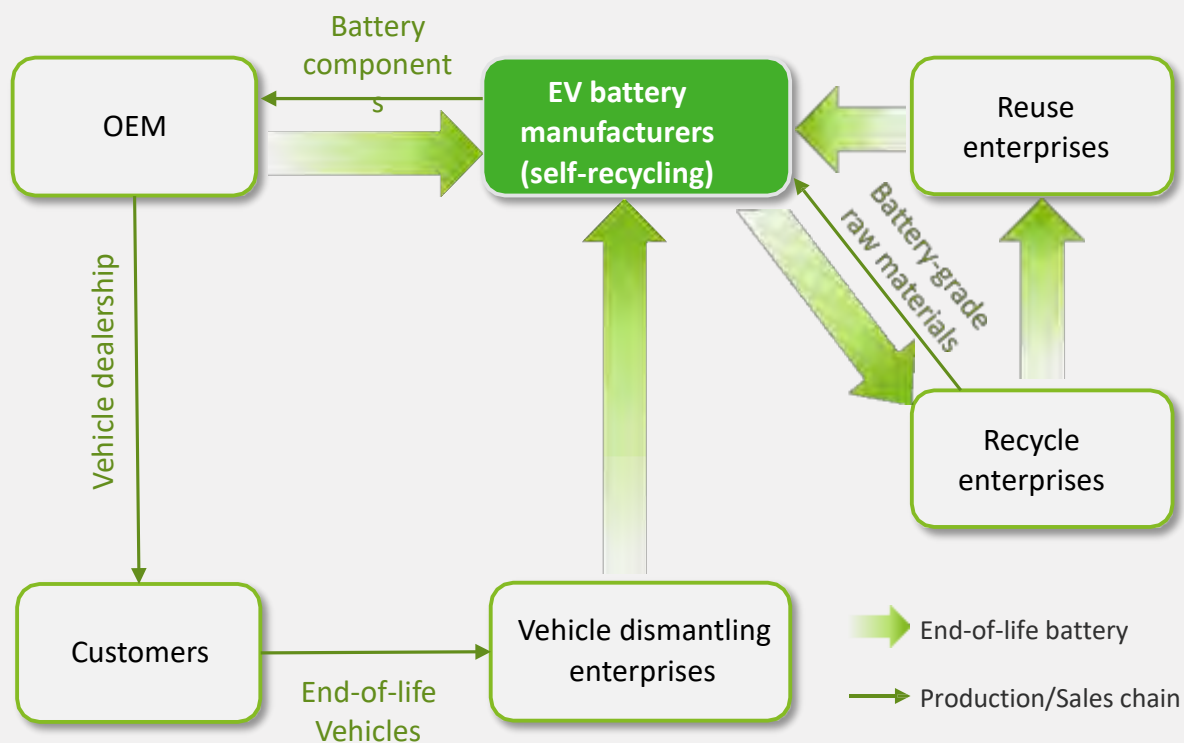 Battery
component
s
OEM
EV battery
manufacturers
(self-recycling)
Reuse
enterprises
Battery-grade
raw materials
Vehicle dealership
Recycle
enterprises
Customers
End-of-life
Vehicles
Vehicle dismantling
enterprises
End-of-life battery
Production/Sales chain